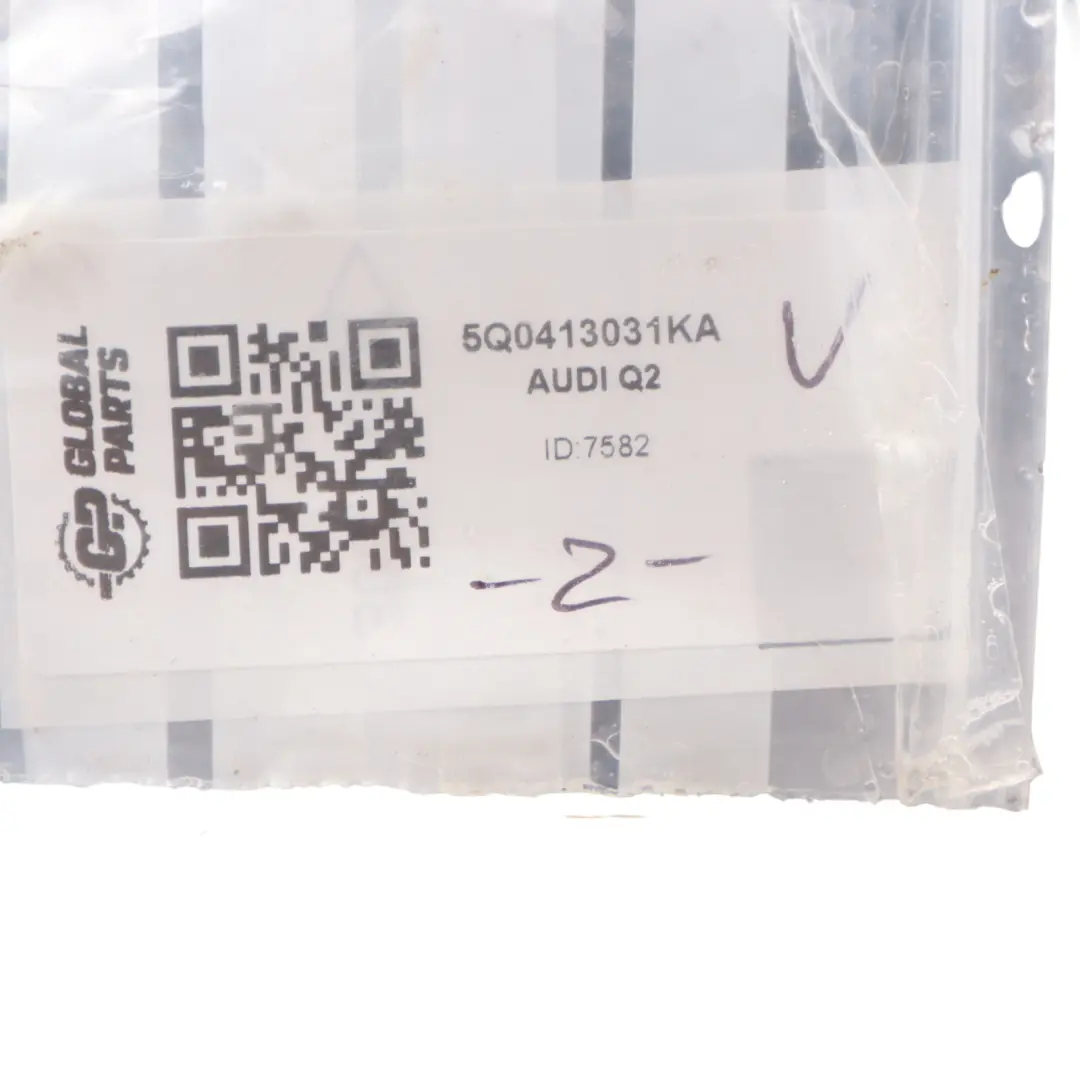 GLOBAL
PARTS
5Q0413031KA
AUDI Q2
ID:7582
V
-2-